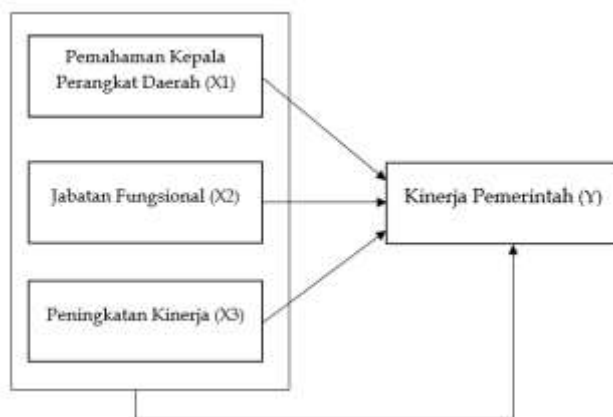 Pemahaman Kepala
Perangkat Daerah (X1)
Jabatan Fungsional (X2)
Kinerja Pemerintah (Y)
Peningkatan Kinerja (X3)